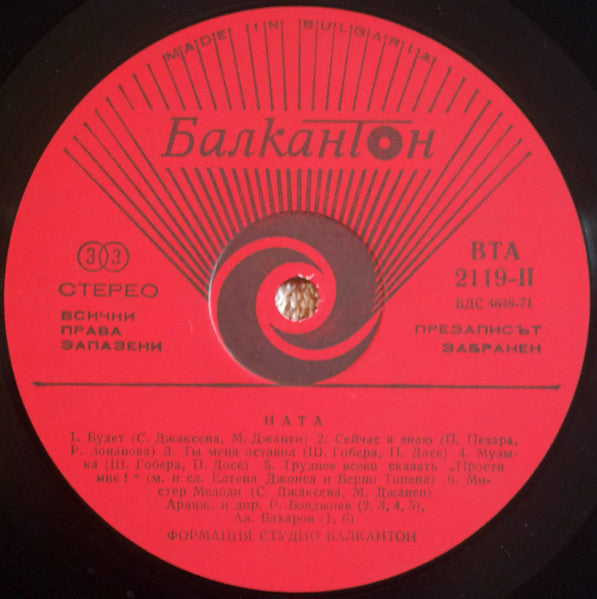 MADE IN BULGARIA
Балкантон
33
СТЕРЕО
ВСИЧКИ
ПРАВА
ЗАПАЗЕНИ
ВТА
2119-II
БДС 4648-71
ПРЕЗАПИСЪТ
ЗАБРАНЕН
НАТА
1. Будет (С. Джаксена, М. Джанси) 2. Сейчас я знаю (П. Пезара,
Р. Зонанова) 3. Ты меня оставил (Ш. Гобера, П. Досе) 4. Музы-
ка (Ш. Гобера, П. Досе) 5. Труднее всего сказать „Прости
мне!“ (м. и сл. Елтена Джонса и Берни Топена) 6. Ми-
стер Мелоди (С. Джаксена, М. Джанси)
Аранж. и дир. Р. Бояджиев (2, 3, 4, 5),
Ал. Бахаров (1, 6)
ФОРМАЦИЯ СТУДИО БАЛКАНТОН